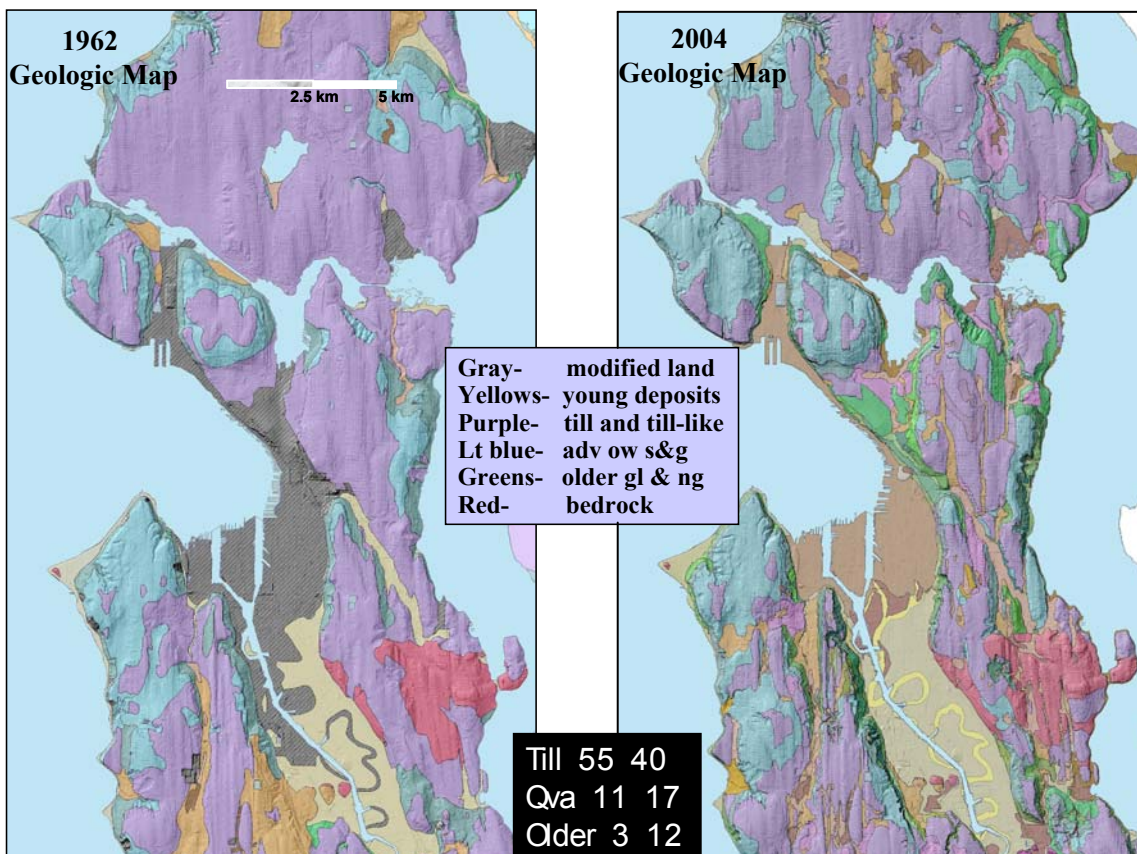 1962
Geologic Map
2.5 km 5 km
2004
Geologic Map
Gray- modified land
Yellows- young deposits
Purple- till and till-like
Lt blue- adv ow s&g
Greens- older gl & ng
Red- bedrock
Till 55 40
Qva 11 17
Older 3 12